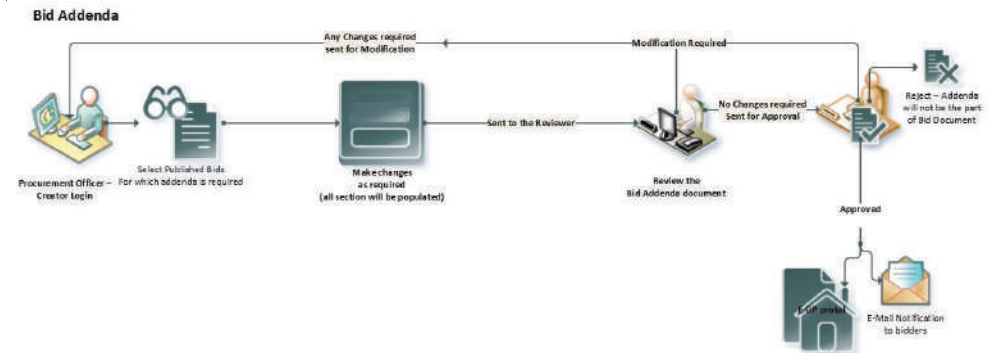 Bid Addenda
Any Changes required
sent for Modification
Modification Required
No Changes required
Sent for Approval
Reject – Addenda
will not be the part
of Bid Document
Sent to the Reviewer
Select Published Bids
For which addenda is required
Procurement Officer –
Creator Login
Make changes
as required
(all section will be populated)
Review the
Bid Addenda document
Approved
E-Mail Notification
to bidders